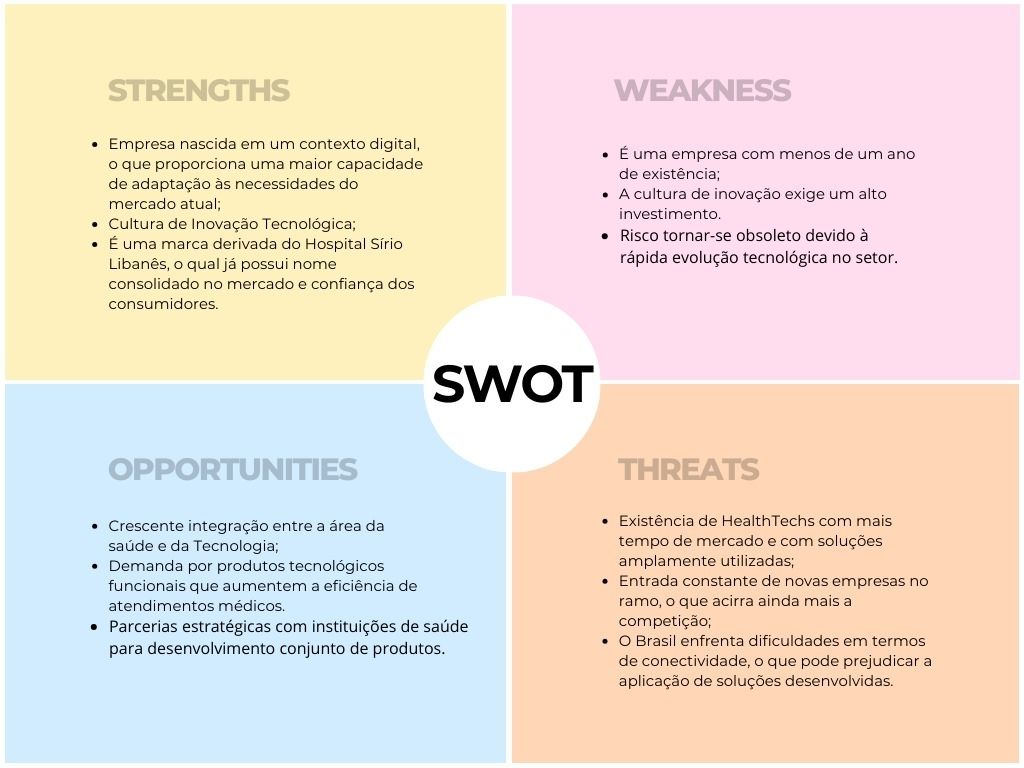 STRENGTHS
• Empresa nascida em um contexto digital,
o que proporciona uma maior capacidade
de adaptação às necessidades do
mercado atual;
• Cultura de Inovação Tecnológica;
• É uma marca derivada do Hospital Sírio
Libanês, o qual já possui nome
consolidado no mercado e confiança dos
consumidores.
WEAKNESS
• É uma empresa com menos de um ano
de existência;
• A cultura de inovação exige um alto
investimento.
• Risco tornar-se obsoleto devido à
rápida evolução tecnológica no setor.
SWOT
OPPORTUNITIES
• Crescente integração entre a área da
saúde e da Tecnologia;
• Demanda por produtos tecnológicos
funcionais que aumentem a eficiência de
atendimentos médicos.
• Parcerias estratégicas com instituições de saúde
para desenvolvimento conjunto de produtos.
THREATS
• Existência de HealthTechs com mais
tempo de mercado e com soluções
amplamente utilizadas;
• Entrada constante de novas empresas no
ramo, o que acirra ainda mais a
competição;
• O Brasil enfrenta dificuldades em termos
de conectividade, o que pode prejudicar a
aplicação de soluções desenvolvidas.